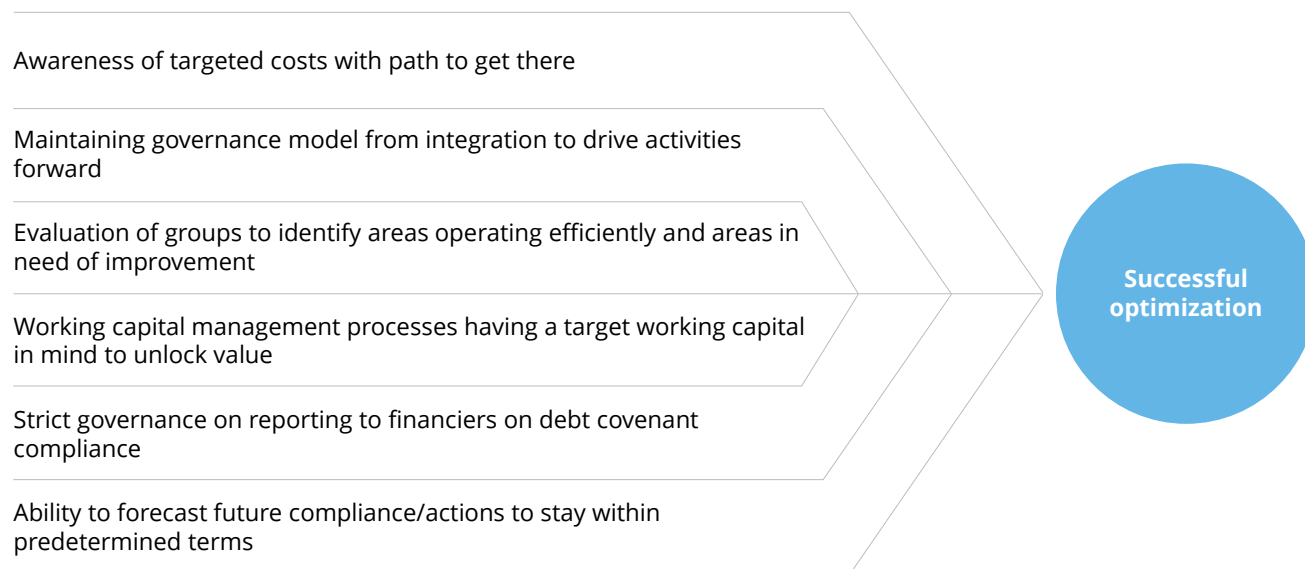 Awareness of targeted costs with path to get there
Maintaining governance model from integration to drive activities
forward
Evaluation of groups to identify areas operating efficiently and areas in
need of improvement
Working capital management processes having a target working capital
in mind to unlock value
Strict governance on reporting to financiers on debt covenant
compliance
Ability to forecast future compliance/actions to stay within
predetermined terms
Successful
optimization